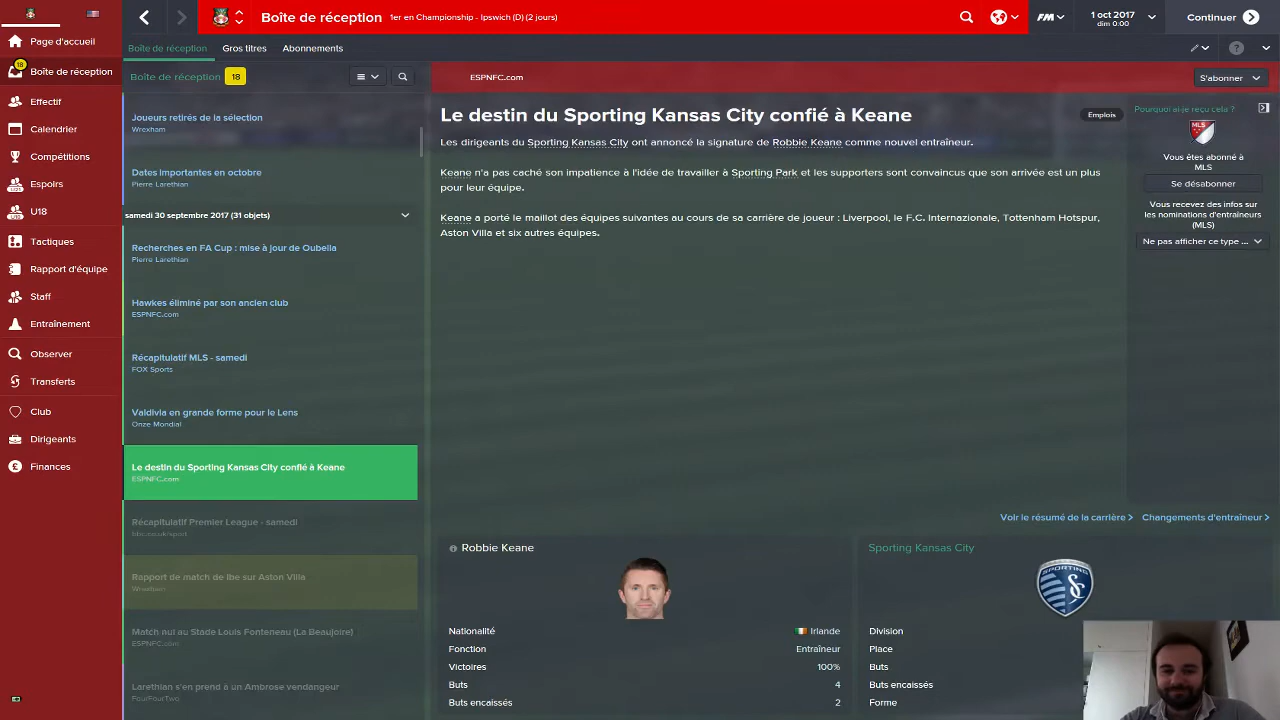 Boîte de réception
1er en Championship - Ipswich (D) (2 jours)
FM
1 oct 2017
dim 0:00
Continuer
Page d'accueil
18
Boîte de réception
Effectif
Calendrier
Compétitions
Espoirs
U18
Tactiques
Rapport d'équipe
Staff
Entraînement
Observer
Transferts
Club
Dirigeants
Finances
Boîte de réception
Gros titres
Abonnements
Boîte de réception
18
Joueurs retirés de la sélection
Wrexham
Dates importantes en octobre
Pierre Larethian
samedi 30 septembre 2017 (31 objets)
Recherches en FA Cup : mise à jour de Oubella
Pierre Larethian
Hawkes éliminé par son ancien club
ESPNFC.com
Récapitulatif MLS - samedi
FOX Sports
Valdivia en grande forme pour le Lens
Onze Mondial
Le destin du Sporting Kansas City confié à Keane
ESPNFC.com
Récapitulatif Premier League - samedi
bbc.co.uk/sport
Rapport de match de Ibe sur Aston Villa
Wrexham
Match nul au Stade Louis Fonteneau (La Beaujoire)
ESPNFC.com
Larethian s'en prend à un Ambrose vendangeur
FourFourTwo
ESPNFC.com
S'abonner
Le destin du Sporting Kansas City confié à Keane
Emplois
Les dirigeants du Sporting Kansas City ont annoncé la signature de Robbie Keane comme nouvel entraîneur.
Keane n'a pas caché son impatience à l'idée de travailler à Sporting Park et les supporters sont convaincus que son arrivée est un plus
pour leur équipe.
Keane a porté le maillot des équipes suivantes au cours de sa carrière de joueur : Liverpool, le F.C. Internazionale, Tottenham Hotspur,
Aston Villa et six autres équipes.
Pourquoi ai-je reçu cela ?
MLS
Vous êtes abonné à
MLS
Se désabonner
Vous recevez des infos sur
les nominations d'entraîneurs
(MLS)
Ne pas afficher ce type ...
Voir le résumé de la carrière
Changements d'entraîneur
Robbie Keane
Nationalité
Irlande
Fonction
Entraîneur
Victoires
100%
Buts
4
Buts encaissés
2
Sporting Kansas City
SPORTING
Division
Place
Buts
Buts encaissés
Forme